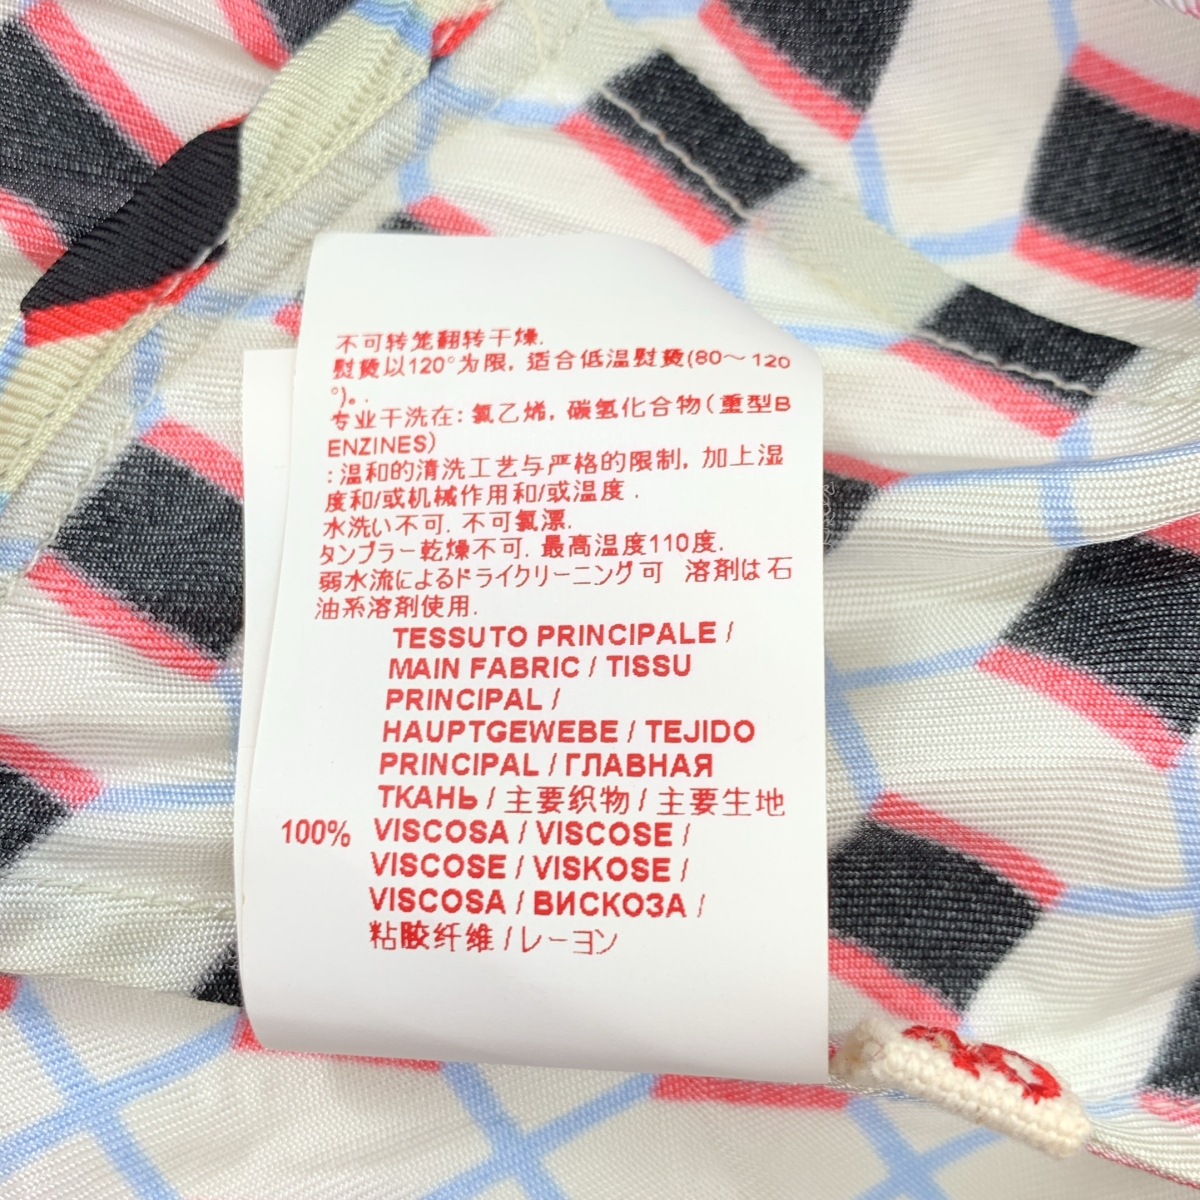 不可转笼翻转干燥.
熨烫以120°为限, 适合低温熨烫(80～120
°)。.
专业干洗在: 氯乙烯, 碳氢化合物（重型B
ENZINES）
: 温和的清洗工艺与严格的限制, 加上湿
度和/或机械作用和/或温度 .
水洗い不可. 不可氯漂.
タンブラー乾燥不可. 最高温度110度.
弱水流によるドライクリーニング可 溶剤は石
油系溶剤使用.
TESSUTO PRINCIPALE /
MAIN FABRIC / TISSU
PRINCIPAL /
HAUPTGEWEBE / TEJIDO
PRINCIPAL / ГЛАВНАЯ
ТКАНЬ / 主要织物 / 主要生地
100% VISCOSA / VISCOSE /
VISCOSE / VISKOSE /
VISCOSA / ВИСКОЗА /
粘胶纤维 / レーヨン